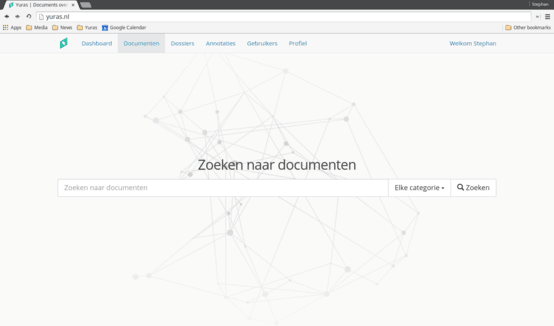 Yuras | Documents over
Stephan
yuras.nl
Apps Media News Yuras Google Calendar Other bookmarks
Dashboard Documenten Dossiers Annotaties Gebruikers Profiel Welkom Stephan
Zoeken naar documenten
Zoeken naar documenten Elke categorie Zoeken